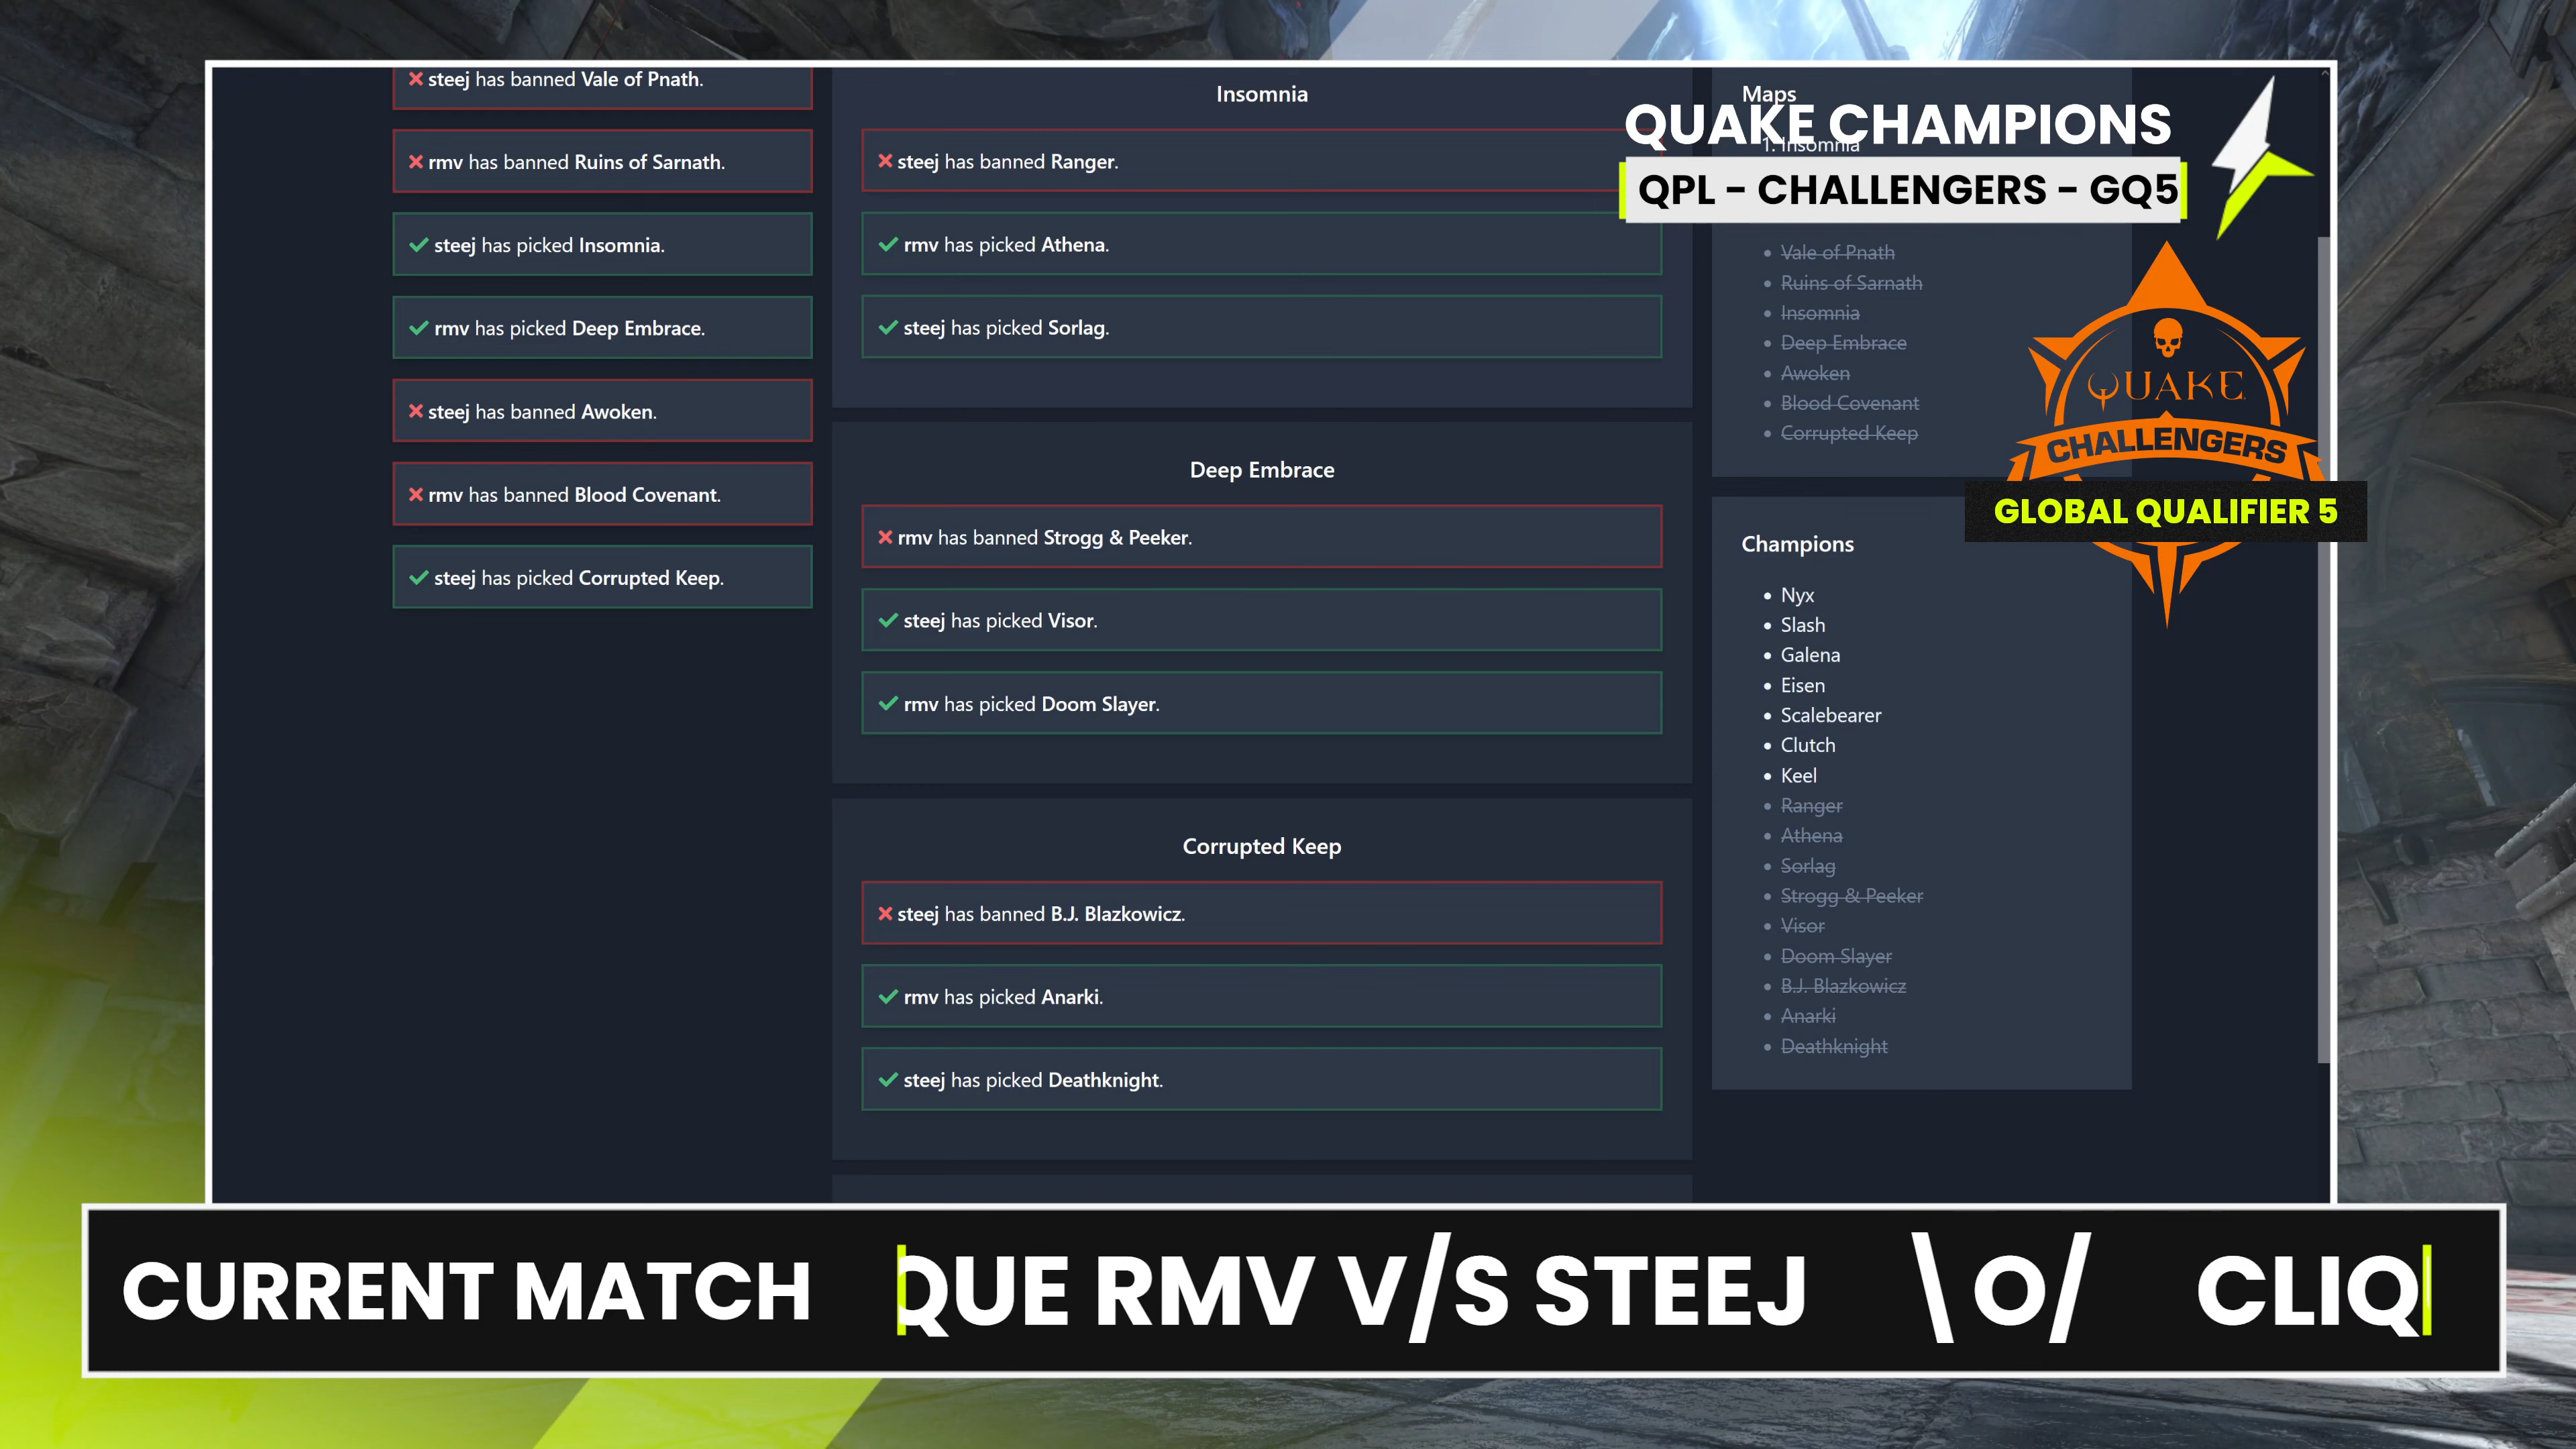 steej has banned Vale of Pnath.
rmv has banned Ruins of Sarnath.
steej has picked Insomnia.
rmv has picked Deep Embrace.
steej has banned Awoken.
rmv has banned Blood Covenant.
steej has picked Corrupted Keep.
Insomnia
steej has banned Ranger.
rmv has picked Athena.
steej has picked Sorlag.
Deep Embrace
rmv has banned Strogg & Peeker.
steej has picked Visor.
rmv has picked Doom Slayer.
Corrupted Keep
steej has banned B.J. Blazkowicz.
rmv has picked Anarki.
steej has picked Deathknight.
Maps
QUAKE CHAMPIONS
1. Insomnia
QPL - CHALLENGERS - GQ5
Vale of Pnath
Ruins of Sarnath
Insomnia
Deep Embrace
Awoken
Blood Covenant
Corrupted Keep
QUAKE
CHALLENGERS
GLOBAL QUALIFIER 5
Champions
Nyx
Slash
Galena
Eisen
Scalebearer
Clutch
Keel
Ranger
Athena
Sorlag
Strogg & Peeker
Visor
Doom Slayer
B.J. Blazkowicz
Anarki
Deathknight
CURRENT MATCH QUE RMV V/S STEEJ \O/ CLIQ